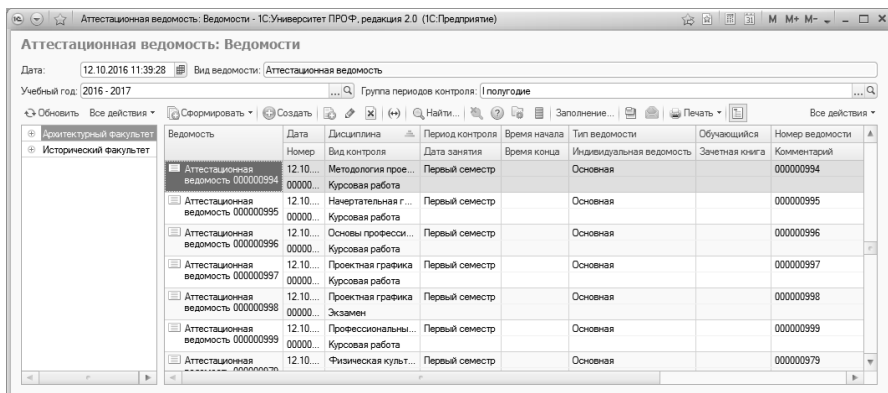 Аттестационная ведомость: Ведомости - 1С:Университет ПРОФ, редакция 2.0 (1С:Предприятие) M M+ M-
Аттестационная ведомость: Ведомости
Дата: 12.10.2016 11:39:28 Вид ведомости: Аттестационная ведомость
Учебный год: 2016 - 2017 ... Группа периодов контроля: I полугодие ...
Обновить Все действия Сформировать Создать Найти... Заполнение... Печать Все действия
Архитектурный факультет Ведомость Дата Дисциплина Период контроля Время начала Тип ведомости Обучающийся Номер ведомости
Исторический факультет Номер Вид контроля Дата занятия Время конца Индивидуальная ведомость Зачетная книга Комментарий
Аттестационная 12.10.... Методология прое... Первый семестр Основная 000000994
ведомость 000000994 00000... Курсовая работа
Аттестационная 12.10.... Начертательная г... Первый семестр Основная 000000995
ведомость 000000995 00000... Курсовая работа
Аттестационная 12.10.... Основы професси... Первый семестр Основная 000000996
ведомость 000000996 00000... Курсовая работа
Аттестационная 12.10.... Проектная графика Первый семестр Основная 000000997
ведомость 000000997 00000... Курсовая работа
Аттестационная 12.10.... Проектная графика Первый семестр Основная 000000998
ведомость 000000998 00000... Экзамен
Аттестационная 12.10.... Профессиональны... Первый семестр Основная 000000999
ведомость 000000999 00000... Курсовая работа
Аттестационная 12.10.... Физическая культ... Первый семестр Основная 000000979